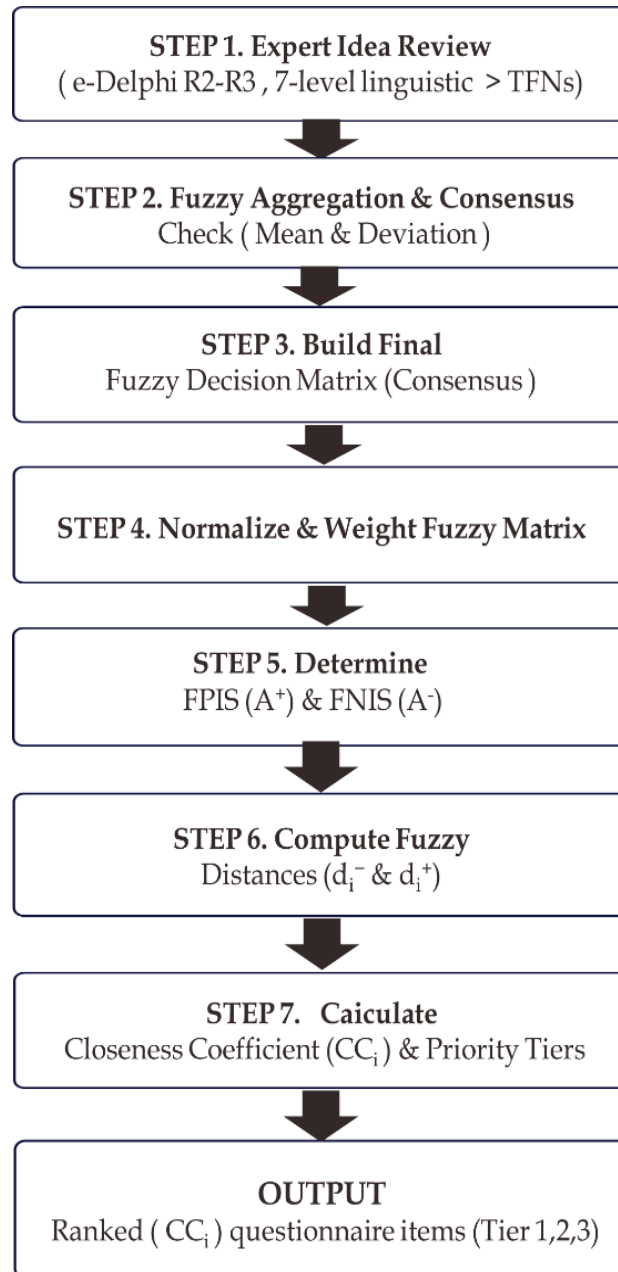 STEP 1. Expert Idea Review
( e-Delphi R2-R3 , 7-level linguistic > TFNs)
STEP 2. Fuzzy Aggregation & Consensus
Check ( Mean & Deviation )
STEP 3. Build Final
Fuzzy Decision Matrix (Consensus )
STEP 4. Normalize & Weight Fuzzy Matrix
STEP 5. Determine
FPIS (A⁺) & FNIS (A⁻)
STEP 6. Compute Fuzzy
Distances (dᵢ⁻ & dᵢ⁺)
STEP 7. Caiculate
Closeness Coefficient (CCᵢ) & Priority Tiers
OUTPUT
Ranked ( CCᵢ) questionnaire items (Tier 1,2,3)